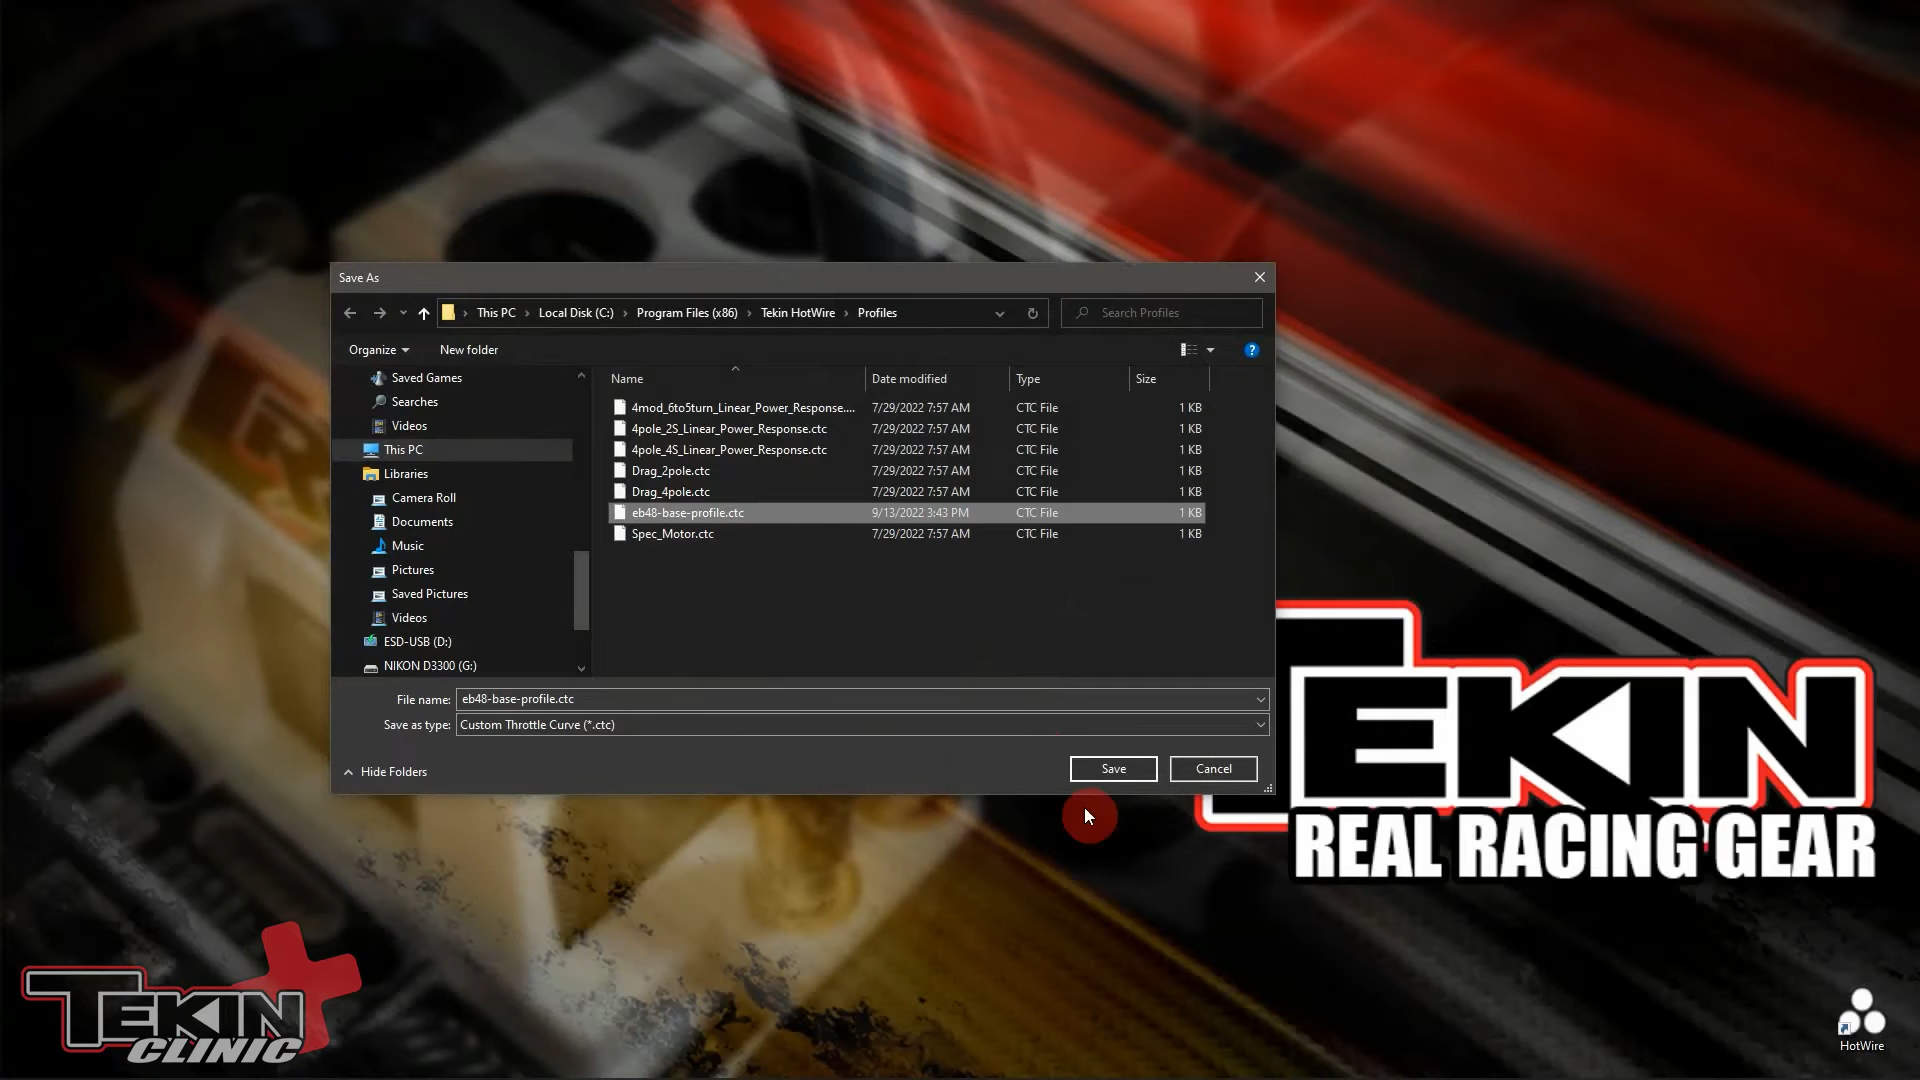 Save As
This PC
Local Disk (C:)
Program Files (x86)
Tekin HotWire
Profiles
Search Profiles
Organize
New folder
Saved Games
Searches
Videos
This PC
Libraries
Camera Roll
Documents
Music
Pictures
Saved Pictures
Videos
ESD-USB (D:)
NIKON D3300 (G:)
Name Date modified Type Size
4mod_6to5turn_Linear_Power_Response.... 7/29/2022 7:57 AM CTC File 1 KB
4pole_2S_Linear_Power_Response.ctc 7/29/2022 7:57 AM CTC File 1 KB
4pole_4S_Linear_Power_Response.ctc 7/29/2022 7:57 AM CTC File 1 KB
Drag_2pole.ctc 7/29/2022 7:57 AM CTC File 1 KB
Drag_4pole.ctc 7/29/2022 7:57 AM CTC File 1 KB
eb48-base-profile.ctc 9/13/2022 3:43 PM CTC File 1 KB
Spec_Motor.ctc 7/29/2022 7:57 AM CTC File 1 KB
File name: eb48-base-profile.ctc
Save as type: Custom Throttle Curve (*.ctc)
Hide Folders
Save
Cancel
TEKIN
REAL RACING GEAR
TEKIN
CLINIC
HotWire